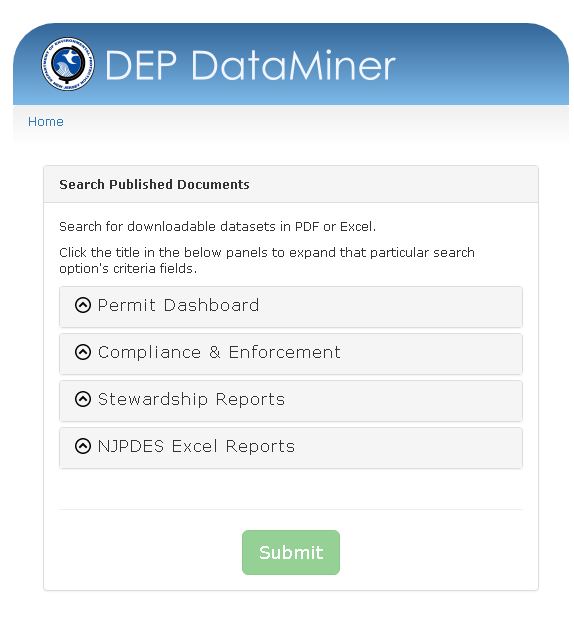 DEP DataMiner
Home
Search Published Documents
Search for downloadable datasets in PDF or Excel.
Click the title in the below panels to expand that particular search
option's criteria fields.
Permit Dashboard
Compliance & Enforcement
Stewardship Reports
NJPDES Excel Reports
Submit